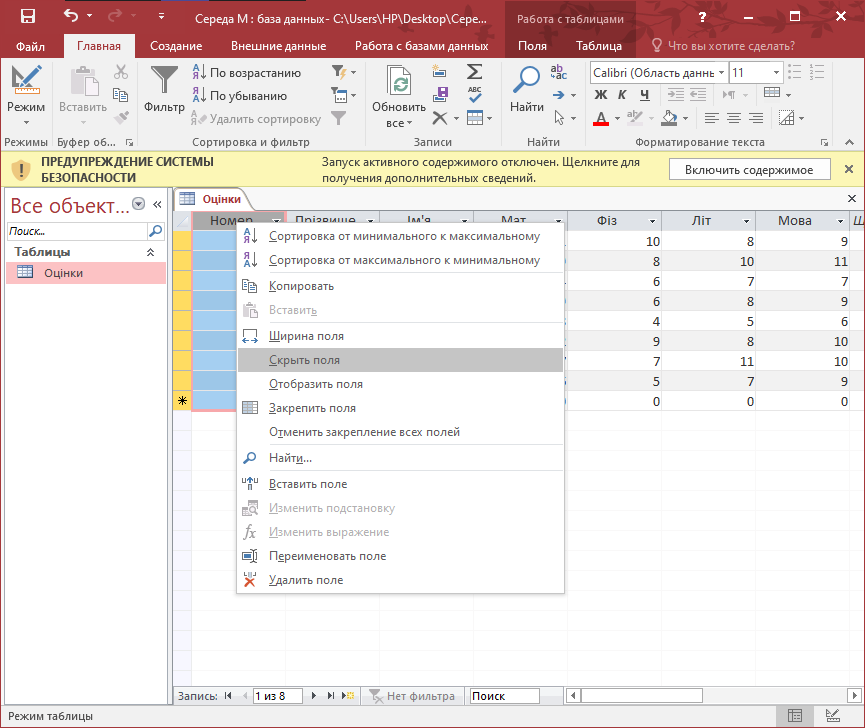 Середа М : база данных- C:\Users\HP\Desktop\Сере...
Работа с таблицами
?
Файл
Главная
Создание
Внешние данные
Работа с базами данных
Поля
Таблица
Что вы хотите сделать?
Режим
Режимы
Вставить
Буфер об...
Фильтр
По возрастанию
По убыванию
Удалить сортировку
Сортировка и фильтр
Обновить
все
Записи
Найти
Найти
Calibri (Область даннь
11
Ж К Ч
Форматирование текста
ПРЕДУПРЕЖДЕНИЕ СИСТЕМЫ
БЕЗОПАСНОСТИ
Запуск активного содержимого отключен. Щелкните для
получения дополнительных сведений.
Включить содержимое
Все объект...
Поиск...
Таблицы
Оцінки
Оцінки
Номер Прізвище Ім'я Мат Фіз Літ Мова
10 8 9
8 10 11
6 7 7
6 8 9
4 5 6
9 8 10
7 11 10
5 7 9
0 0 0
Сортировка от минимального к максимальному
Сортировка от максимального к минимальному
Копировать
Вставить
Ширина поля
Скрыть поля
Отобразить поля
Закрепить поля
Отменить закрепление всех полей
Найти...
Вставить поле
Изменить подстановку
Изменить выражение
Переименовать поле
Удалить поле
Запись: 1 из 8 Нет фильтра Поиск
Режим таблицы